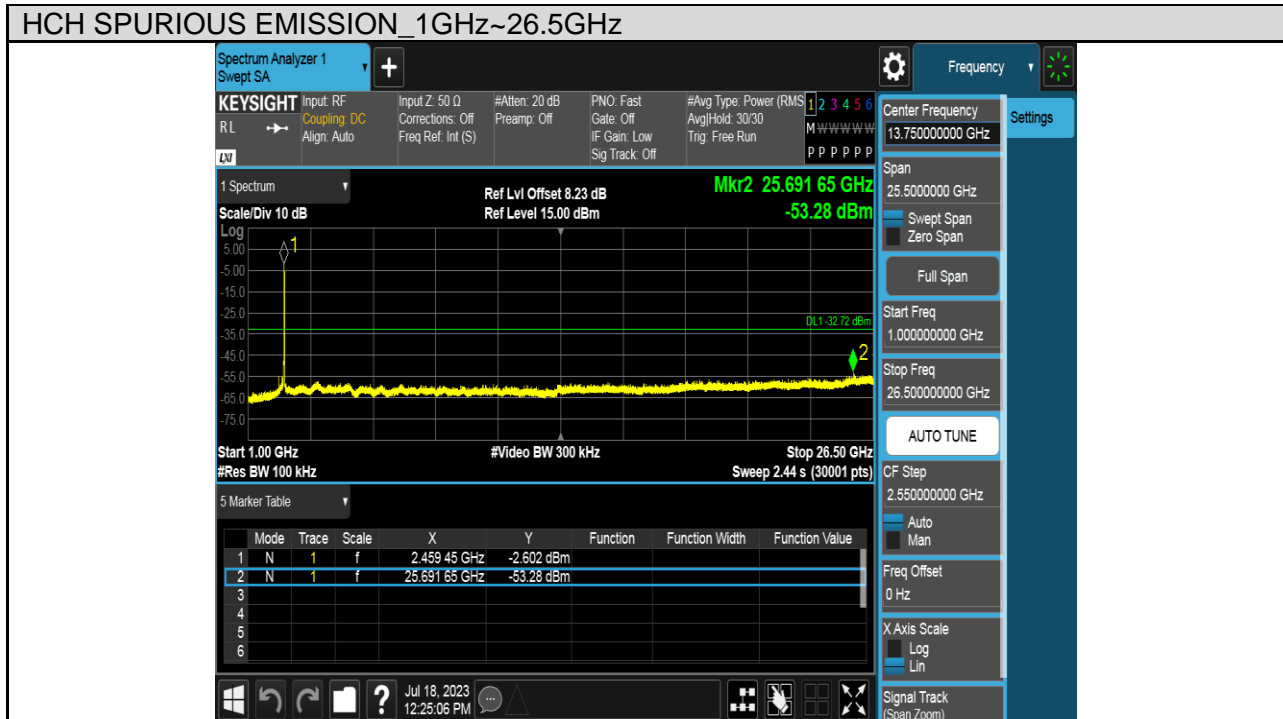 HCH SPURIOUS EMISSION_1GHz~26.5GHz
Spectrum Analyzer 1
Swept SA
Frequency
KEYSIGHT
RL
LXI
Input: RF
Coupling: DC
Align: Auto
Input Z: 50 Ω
Corrections: Off
Freq Ref: Int (S)
#Atten: 20 dB
Preamp: Off
PNO: Fast
Gate: Off
IF Gain: Low
Sig Track: Off
#Avg Type: Power (RMS
Avg|Hold: 30/30
Trig: Free Run
1 2 3 4 5 6
M W W W W W
P P P P P P
1 Spectrum
Scale/Div 10 dB
Log
Ref Lvl Offset 8.23 dB
Ref Level 15.00 dBm
Mkr2 25.691 65 GHz
-53.28 dBm
5.00
-5.00
-15.0
-25.0
-35.0
-45.0
-55.0
-65.0
-75.0
1
DL1 -32.72 dBm
2
Start 1.00 GHz
#Video BW 300 kHz
Stop 26.50 GHz
#Res BW 100 kHz
Sweep 2.44 s (30001 pts)
5 Marker Table
Mode Trace Scale X Y Function Function Width Function Value
1 N 1 f 2.459 45 GHz -2.602 dBm
2 N 1 f 25.691 65 GHz -53.28 dBm
3
4
5
6
Jul 18, 2023
12:25:06 PM
Center Frequency
13.750000000 GHz
Span
25.5000000 GHz
Swept Span
Zero Span
Full Span
Start Freq
1.000000000 GHz
Stop Freq
26.500000000 GHz
AUTO TUNE
CF Step
2.550000000 GHz
Auto
Man
Freq Offset
0 Hz
X Axis Scale
Log
Lin
Signal Track
(Span Zoom)
Settings